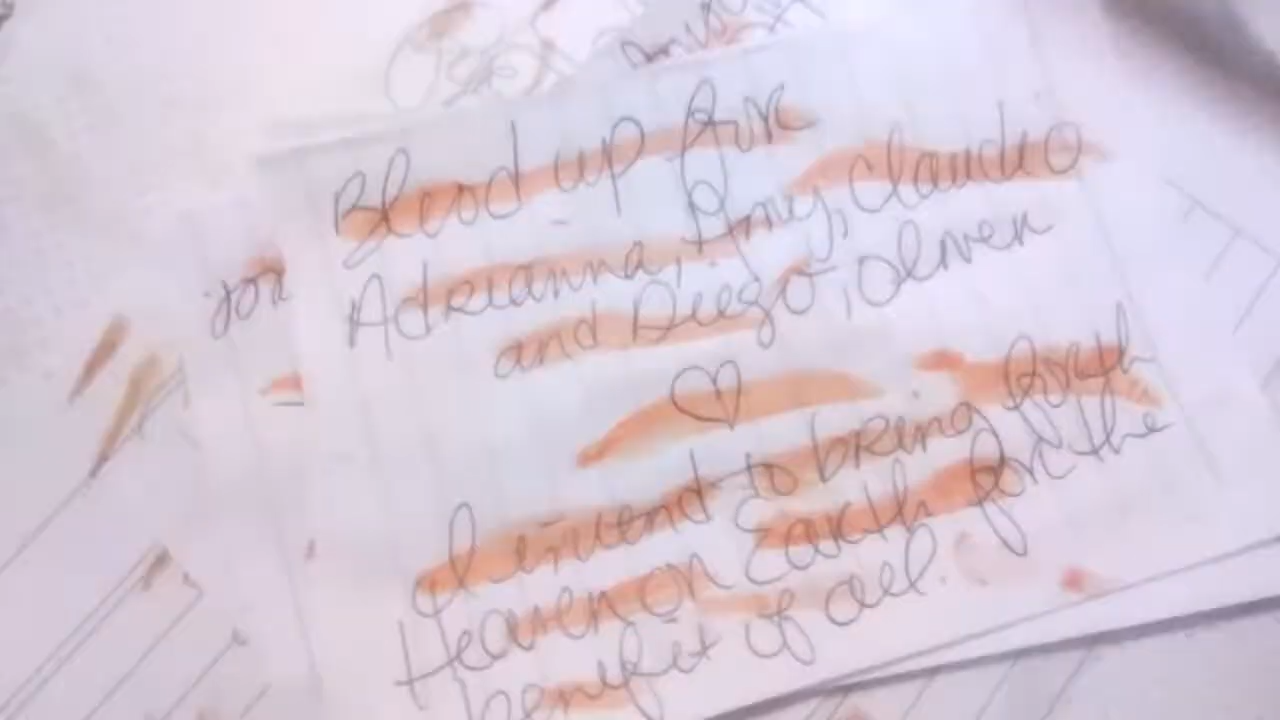 Blood up for
Adrianna, Amy, Claudio
and Diego, Oliver
I intend to bring forth
Heaven on Earth for the
benefit of all.